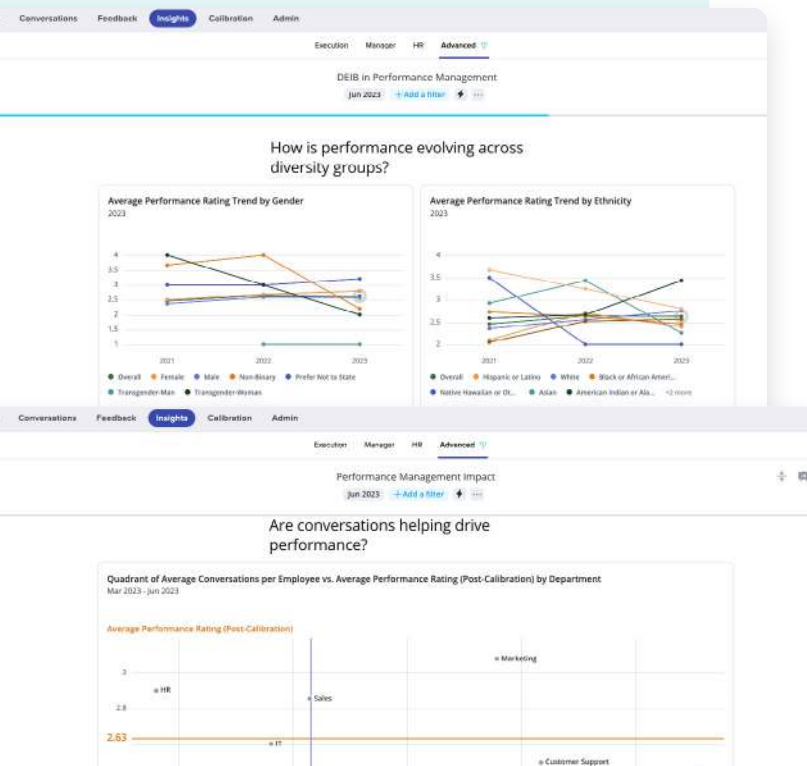 Conversations Feedback Insights Calibration Admin
Execution Manager HR Advanced
DEIB in Performance Management
Jun 2023 + Add a filter ...
How is performance evolving across
diversity groups?
Average Performance Rating Trend by Gender
2023
4
3.5
3
2.5
2
1.5
1
2021 2022 2023
Overall Female Male Non-Binary Prefer Not to State
Transgender-Man Transgender-Woman
Average Performance Rating Trend by Ethnicity
2023
4
3.5
3
2.5
2
2021 2022 2023
Overall Hispanic or Latino White Black or African Ameri...
Native Hawaiian or Ot... Asian American Indian or Ala... +2 more
Conversations Feedback Insights Calibration Admin
Execution Manager HR Advanced
Performance Management Impact
Jun 2023 + Add a filter ...
Are conversations helping drive
performance?
Quadrant of Average Conversations per Employee vs. Average Performance Rating (Post-Calibration) by Department
Mar 2023 - Jun 2023
Average Performance Rating (Post-Calibration)
Marketing
3
HR
Sales
2.8
2.63
IT
Customer Support